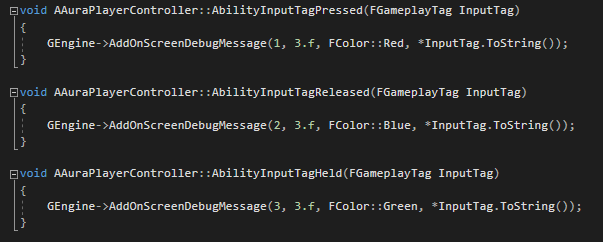 void AAuraPlayerController::AbilityInputTagPressed(FGameplayTag InputTag)
{
    GEngine->AddOnScreenDebugMessage(1, 3.f, FColor::Red, *InputTag.ToString());
}
void AAuraPlayerController::AbilityInputTagReleased(FGameplayTag InputTag)
{
    GEngine->AddOnScreenDebugMessage(2, 3.f, FColor::Blue, *InputTag.ToString());
}
void AAuraPlayerController::AbilityInputTagHeld(FGameplayTag InputTag)
{
    GEngine->AddOnScreenDebugMessage(3, 3.f, FColor::Green, *InputTag.ToString());
}